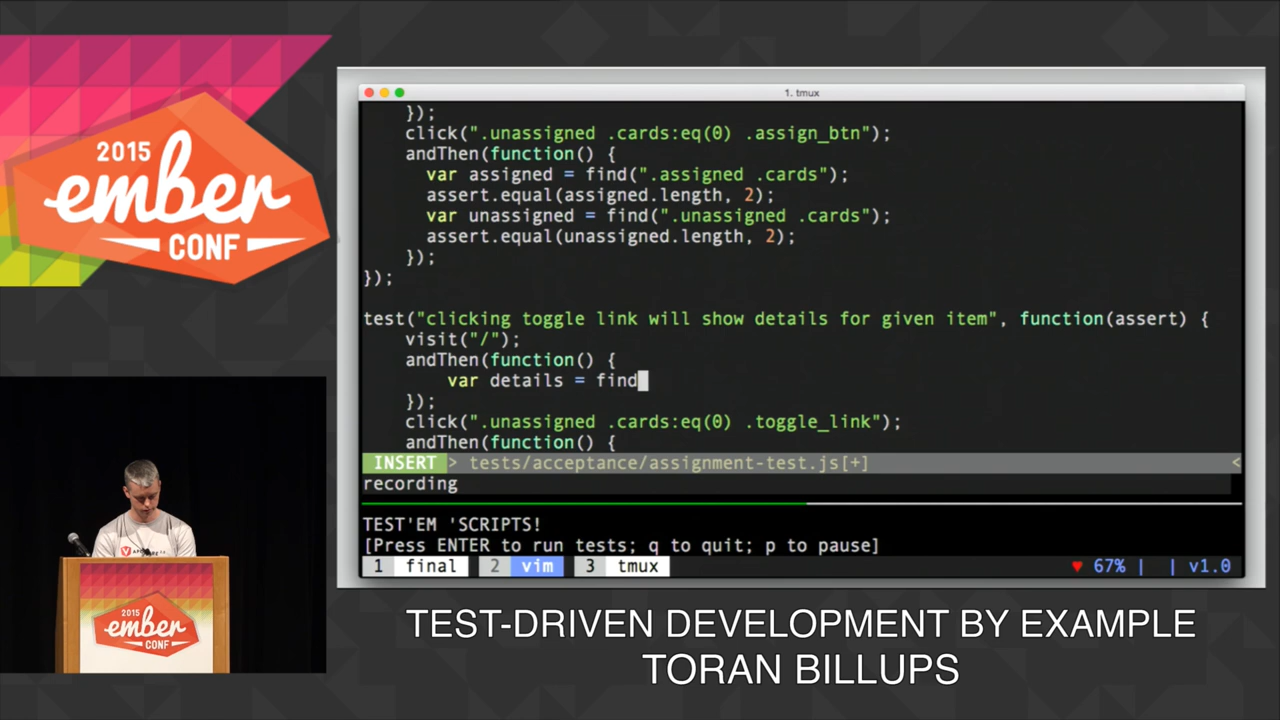 2015
ember
CONF
1. tmux
});
click(".unassigned .cards:eq(0) .assign_btn");
andThen(function() {
var assigned = find(".assigned .cards");
assert.equal(assigned.length, 2);
var unassigned = find(".unassigned .cards");
assert.equal(unassigned.length, 2);
});
});
test("clicking toggle link will show details for given item", function(assert) {
visit("/");
andThen(function() {
var details = find
});
click(".unassigned .cards:eq(0) .toggle_link");
andThen(function() {
INSERT > tests/acceptance/assignment-test.js[+] <
recording
TEST'EM 'SCRIPTS!
[Press ENTER to run tests; q to quit; p to pause]
1 final 2 vim 3 tmux ♥ 67% | | v1.0
2015
ember
CONF
TEST-DRIVEN DEVELOPMENT BY EXAMPLE
TORAN BILLUPS